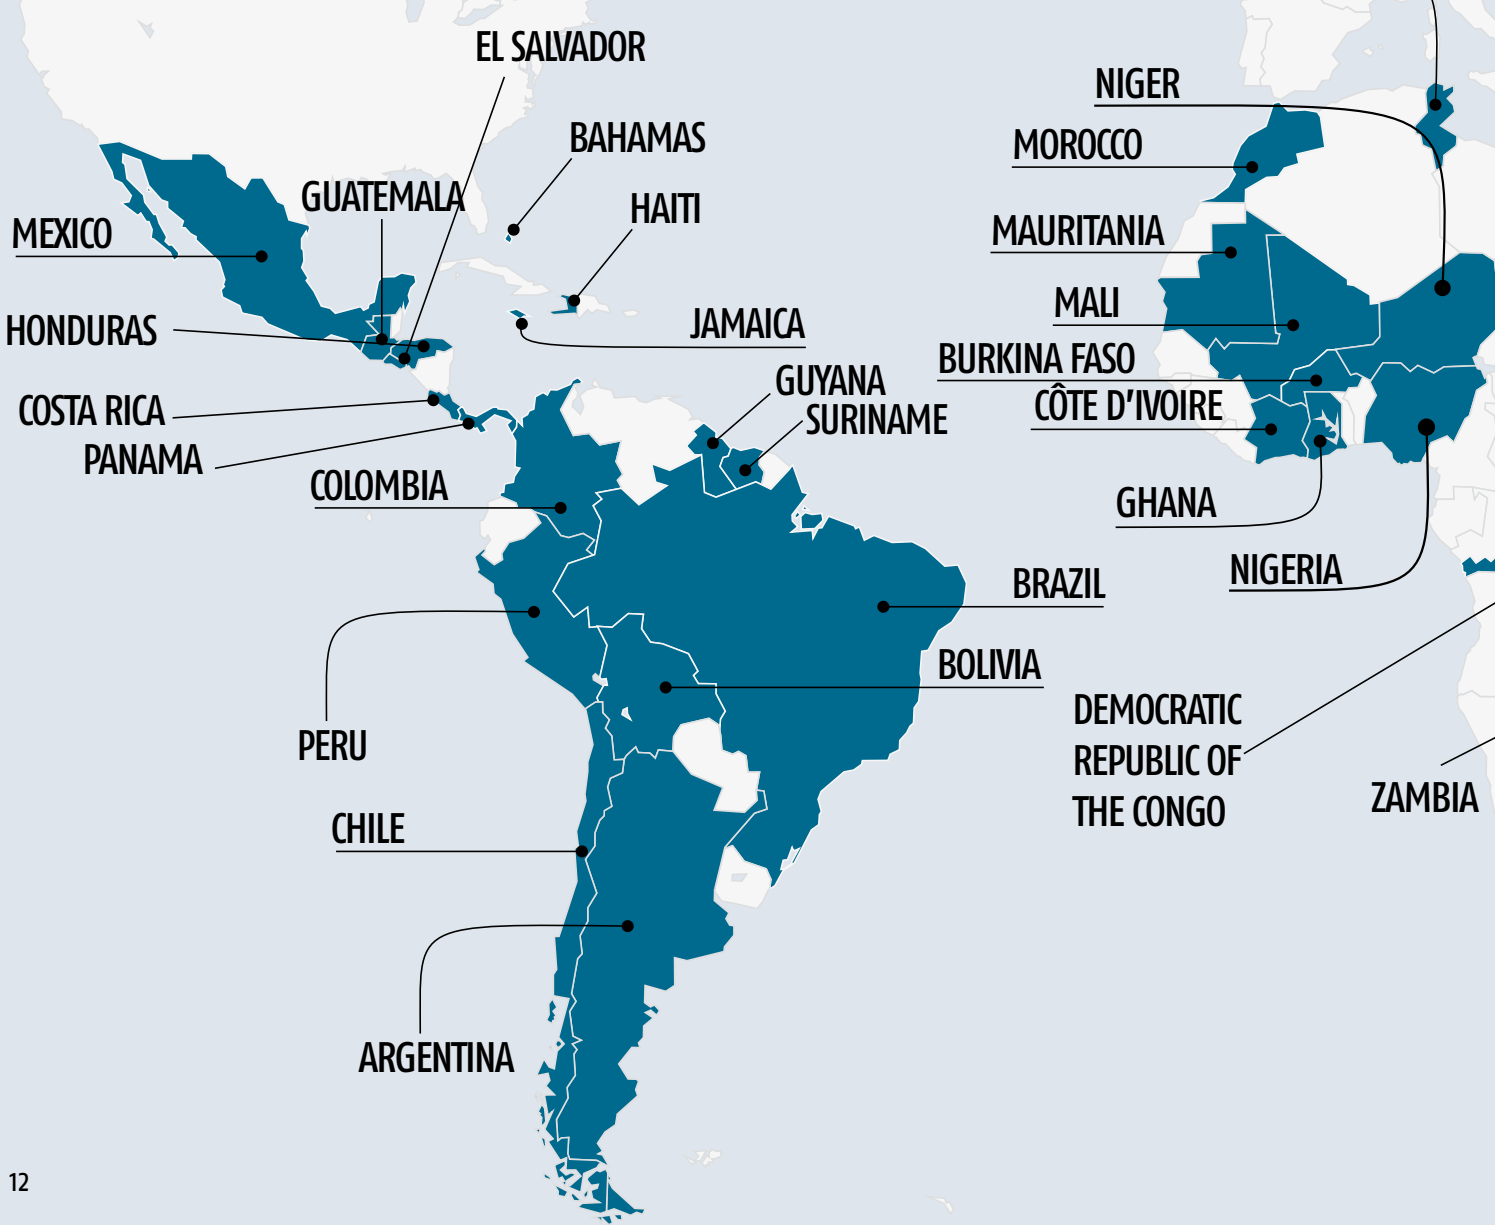 EL SALVADOR
BAHAMAS
GUATEMALA
HAITI
MEXICO
HONDURAS
JAMAICA
COSTA RICA
GUYANA
SURINAME
PANAMA
COLOMBIA
BRAZIL
BOLIVIA
PERU
CHILE
ARGENTINA
NIGER
MOROCCO
MAURITANIA
MALI
BURKINA FASO
CÔTE D'IVOIRE
GHANA
NIGERIA
DEMOCRATIC
REPUBLIC OF
THE CONGO
ZAMBIA
12